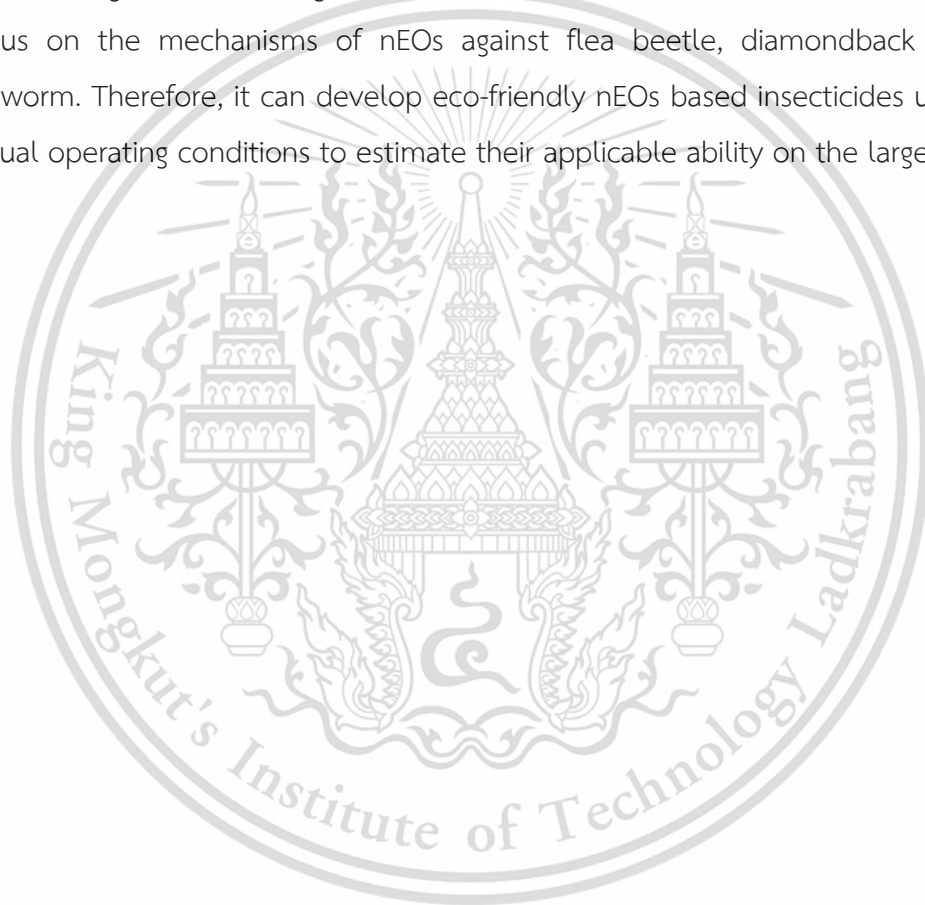 us on the mechanisms of nEOs against flea beetle, diamondback
worm. Therefore, it can develop eco-friendly nEOs based insecticides u
ual operating conditions to estimate their applicable ability on the large
King Mongkut's Institute of Technology Ladkrabang